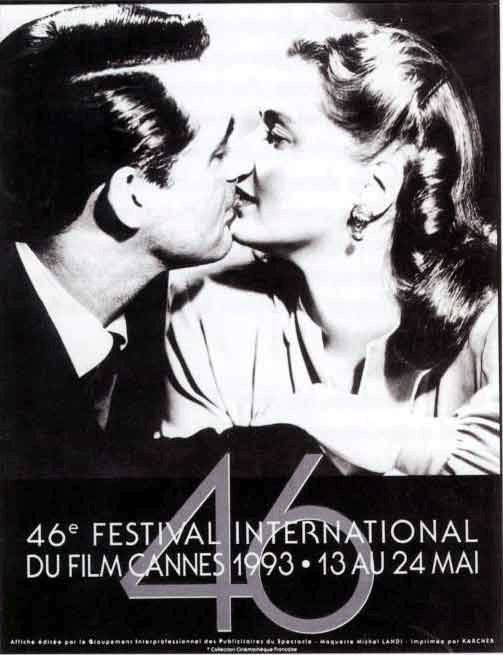 46
46e FESTIVAL INTERNATIONAL
DU FILM CANNES 1993 • 13 AU 24 MAI
Affiche éditée par le Groupement Interprofessionnel des Publicitaires du Spectacle - Maquette Michel LANDI - Imprimée par KARCHER
* Collection Cinémathèque Française